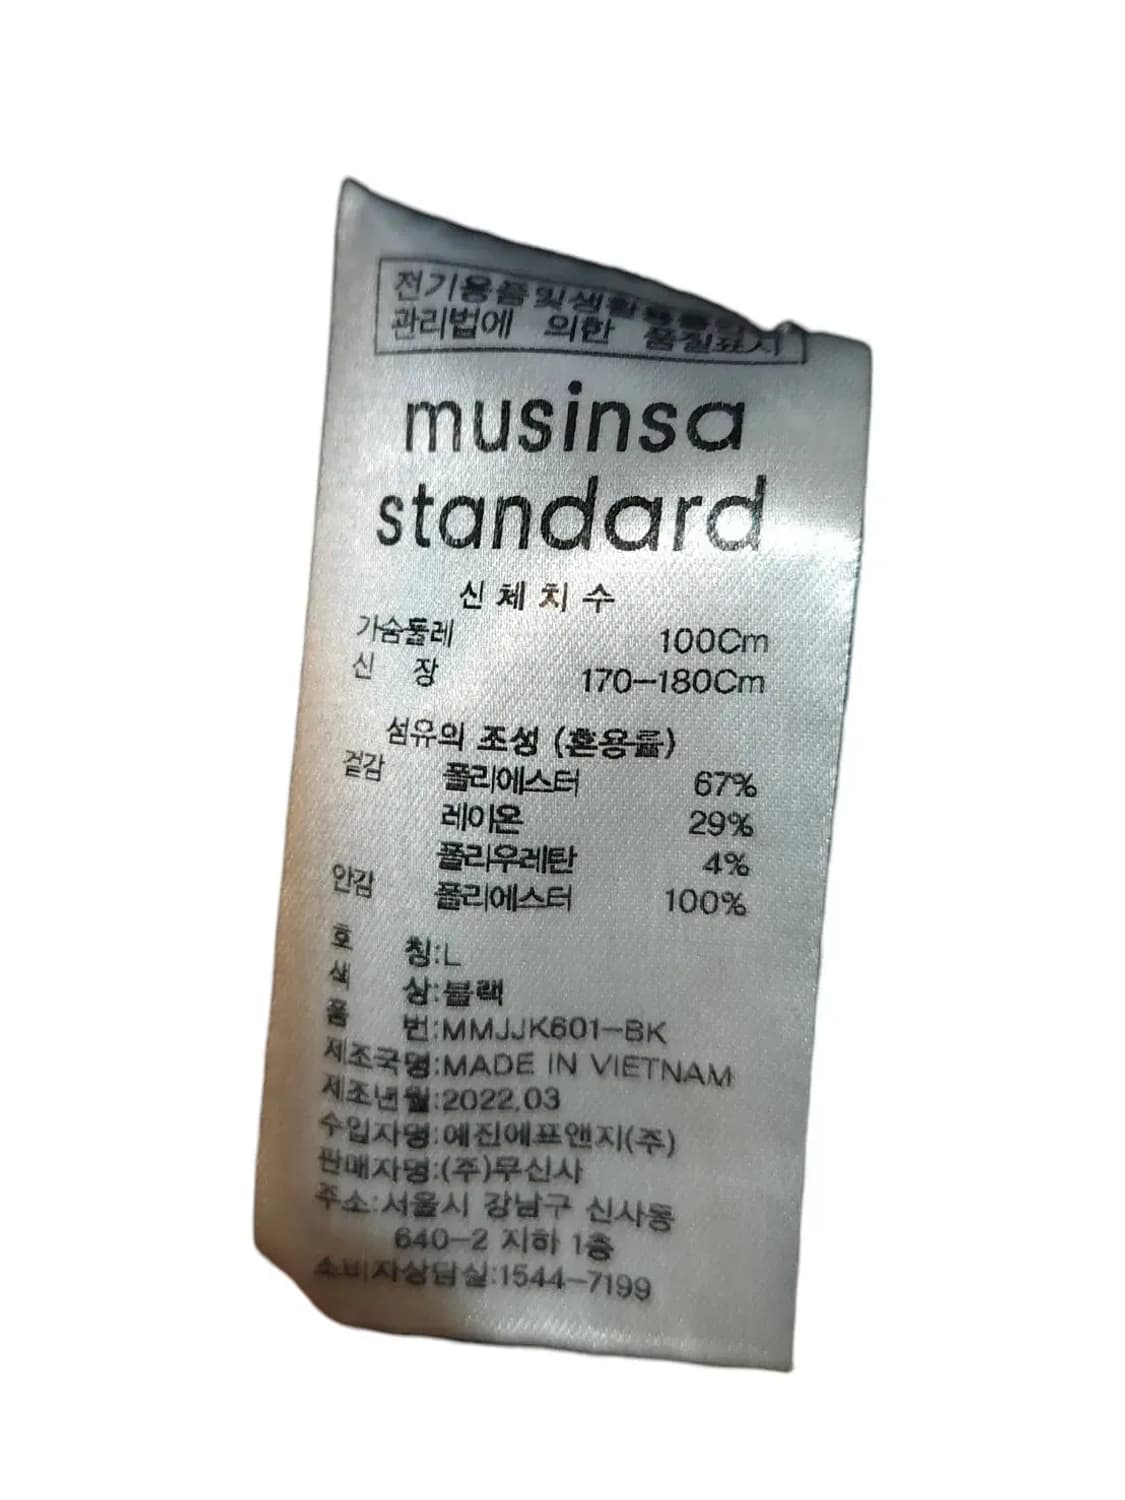 전기용품및생활용품안전
관리법에 의한 품질표시
musinsa
standard
신체치수
가슴둘레 100Cm
신 장 170-180Cm
섬유의 조성 (혼용률)
겉감 폴리에스터 67%
레이온 29%
폴리우레탄 4%
안감 폴리에스터 100%
호 칭:L
색 상:블랙
품 번:MMJJK601-BK
제조국명:MADE IN VIETNAM
제조년월:2022.03
수입자명:예진에프앤지(주)
판매자명:(주)무신사
주소:서울시 강남구 신사동
640-2 지하 1층
소비자상담실:1544-7199